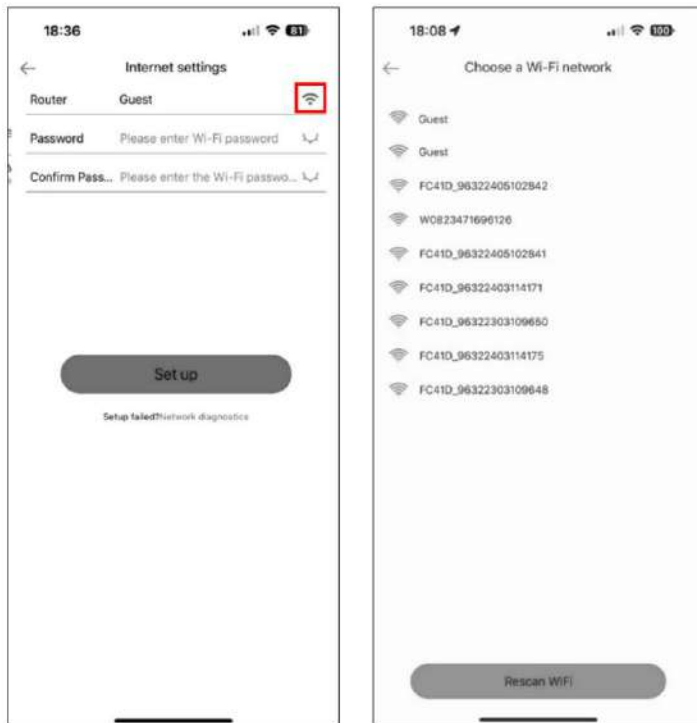 18:36
81
Internet settings
Router Guest
Password Please enter Wi-Fi password
Confirm Pass... Please enter the Wi-Fi passwo...
Set up
Setup failed?Network diagnostics
18:08
100
Choose a Wi-Fi network
Guest
Guest
FC41D_96322405102842
W0823471696126
FC41D_96322405102841
FC41D_96322403114171
FC41D_96322303109650
FC41D_96322403114175
FC41D_96322303109648
Rescan WiFi